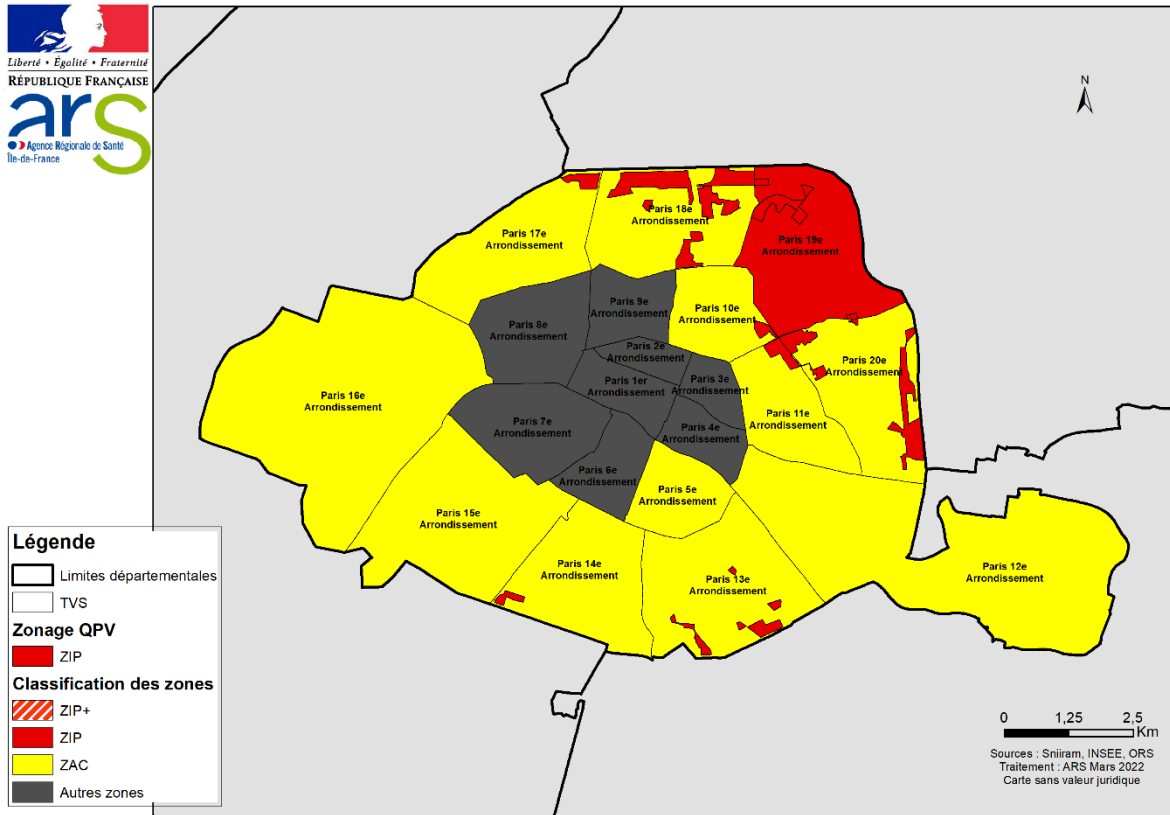 Liberté • Égalité • Fraternité
RÉPUBLIQUE FRANÇAISE
ars
Agence Régionale de Santé
Île-de-France
N
Paris 18e
Arrondissement
Paris 17e
Arrondissement
Paris 19e
Arrondissement
Paris 9e
Arrondissement
Paris 10e
Arrondissement
Paris 8e
Arrondissement
Paris 2e
Arrondissement
Paris 20e
Arrondissement
Paris 1er
Arrondissement
Paris 3e
Arrondissement
Paris 16e
Arrondissement
Paris 11e
Arrondissement
Paris 7e
Arrondissement
Paris 4e
Arrondissement
Paris 6e
Arrondissement
Paris 5e
Arrondissement
Paris 15e
Arrondissement
Paris 14e
Arrondissement
Paris 13e
Arrondissement
Paris 12e
Arrondissement
Légende
Limites départementales
TVS
Zonage QPV
ZIP
Classification des zones
ZIP+
ZIP
ZAC
Autres zones
0 1,25 2,5
Km
Sources : Sniiram, INSEE, ORS
Traitement : ARS Mars 2022
Carte sans valeur juridique